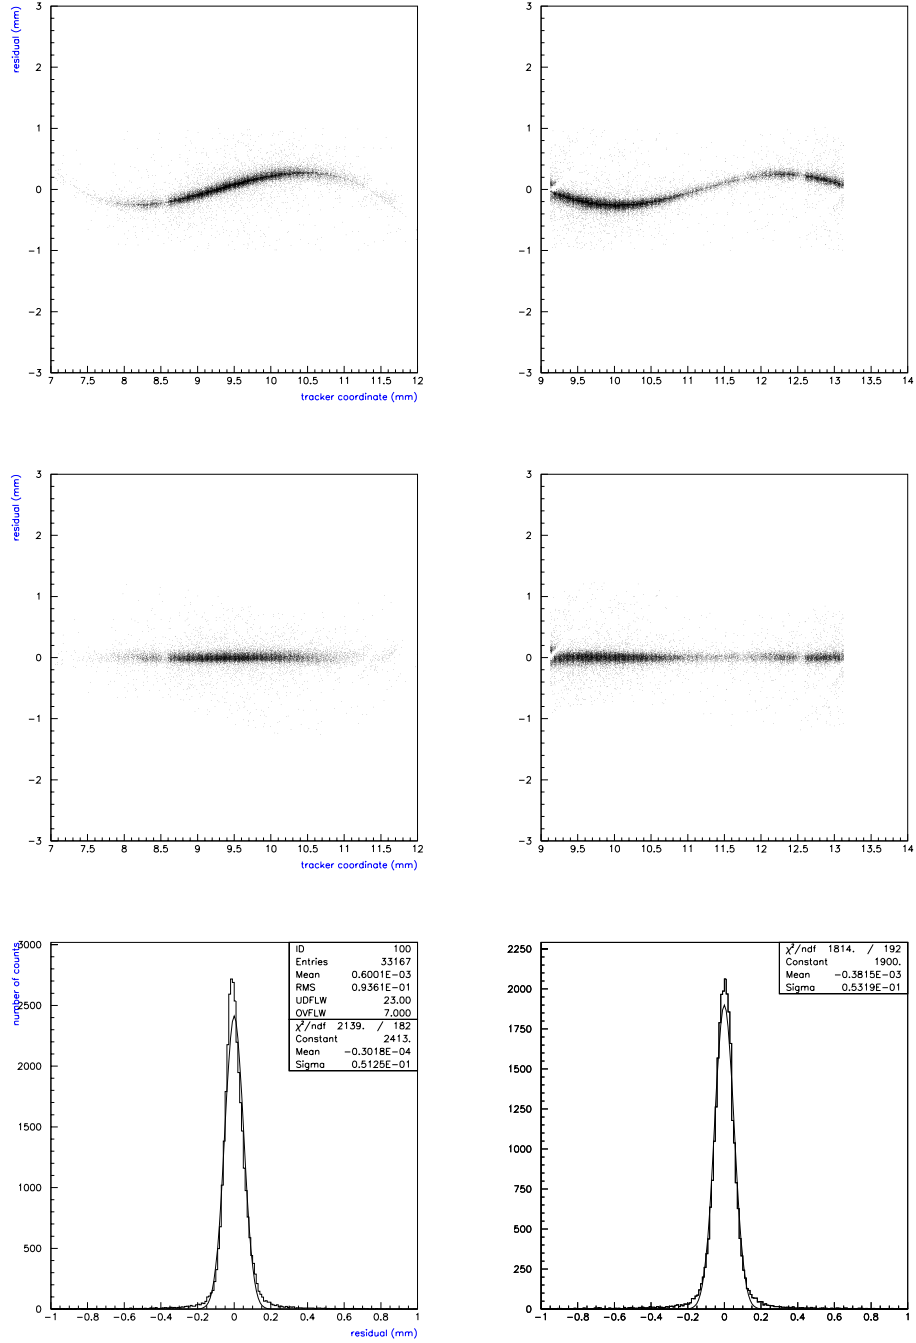 residual (mm)
3
2
1
0
−1
−2
−3
7 7.5 8 8.5 9 9.5 10 10.5 11 11.5 12
tracker coordinate (mm)
3
2
1
0
−1
−2
−3
9 9.5 10 10.5 11 11.5 12 12.5 13 13.5 14
residual (mm)
3
2
1
0
−1
−2
−3
7 7.5 8 8.5 9 9.5 10 10.5 11 11.5 12
tracker coordinate (mm)
3
2
1
0
−1
−2
−3
9 9.5 10 10.5 11 11.5 12 12.5 13 13.5 14
number of counts
3000
2500
2000
1500
1000
500
0
ID 100
Entries 33167
Mean 0.6001E−03
RMS 0.9361E−01
UDFLW 23.00
OVFLW 7.000
χ²/ndf 2139. / 182
Constant 2413.
Mean −0.3018E−04
Sigma 0.5125E−01
−1 −0.8 −0.6 −0.4 −0.2 0 0.2 0.4 0.6 0.8 1
residual (mm)
2250
2000
1750
1500
1250
1000
750
500
250
0
χ²/ndf 1814. / 192
Constant 1900.
Mean −0.3815E−03
Sigma 0.5319E−01
−1 −0.8 −0.6 −0.4 −0.2 0 0.2 0.4 0.6 0.8 1